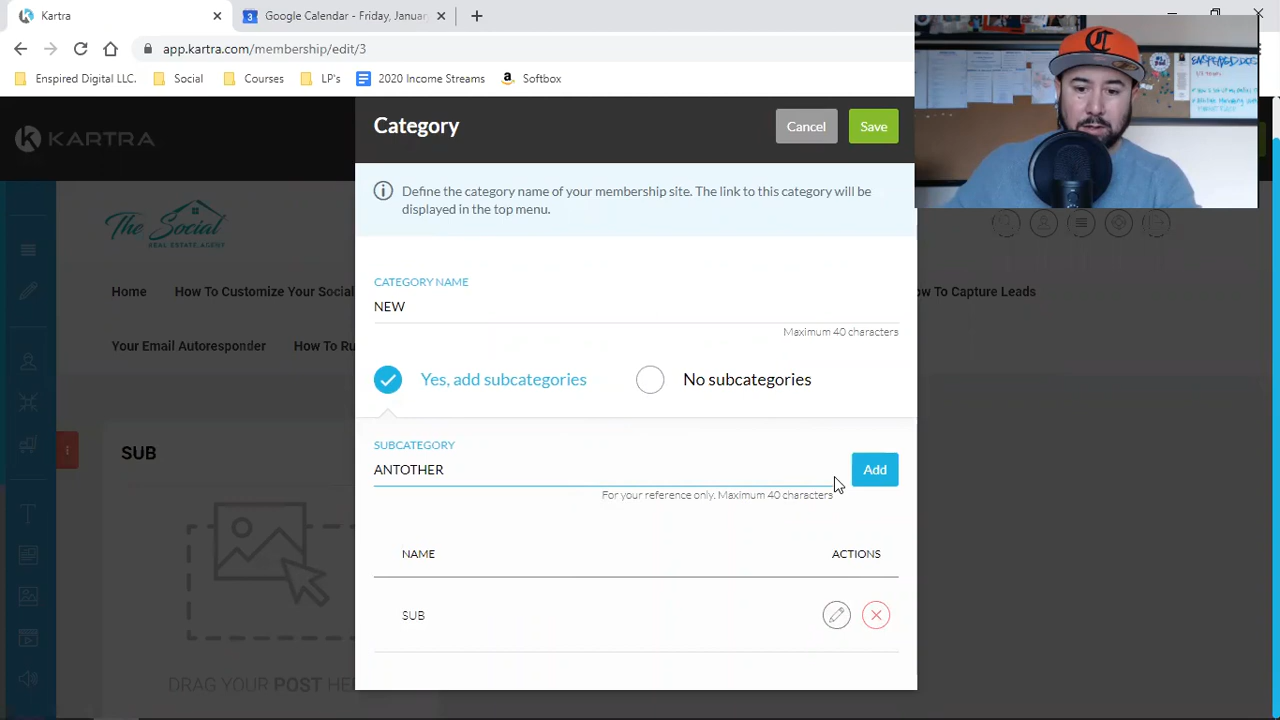 Kartra
Google Calendar - Friday, Januar
app.kartra.com/membership/edit/3
Enspired Digital LLC.
Social
Courses
LP's
2020 Income Streams
Softbox
KARTRA
Category
Cancel
Save
Define the category name of your membership site. The link to this category will be
displayed in the top menu.
The Social
REAL ESTATE AGENT
Home
How To Customize Your Social
ow To Capture Leads
Your Email Autoresponder
How To Ru
CATEGORY NAME
NEW
Maximum 40 characters
Yes, add subcategories
No subcategories
SUBCATEGORY
ANTOTHER
Add
For your reference only. Maximum 40 characters
SUB
NAME
ACTIONS
SUB
DRAG YOUR POST HE